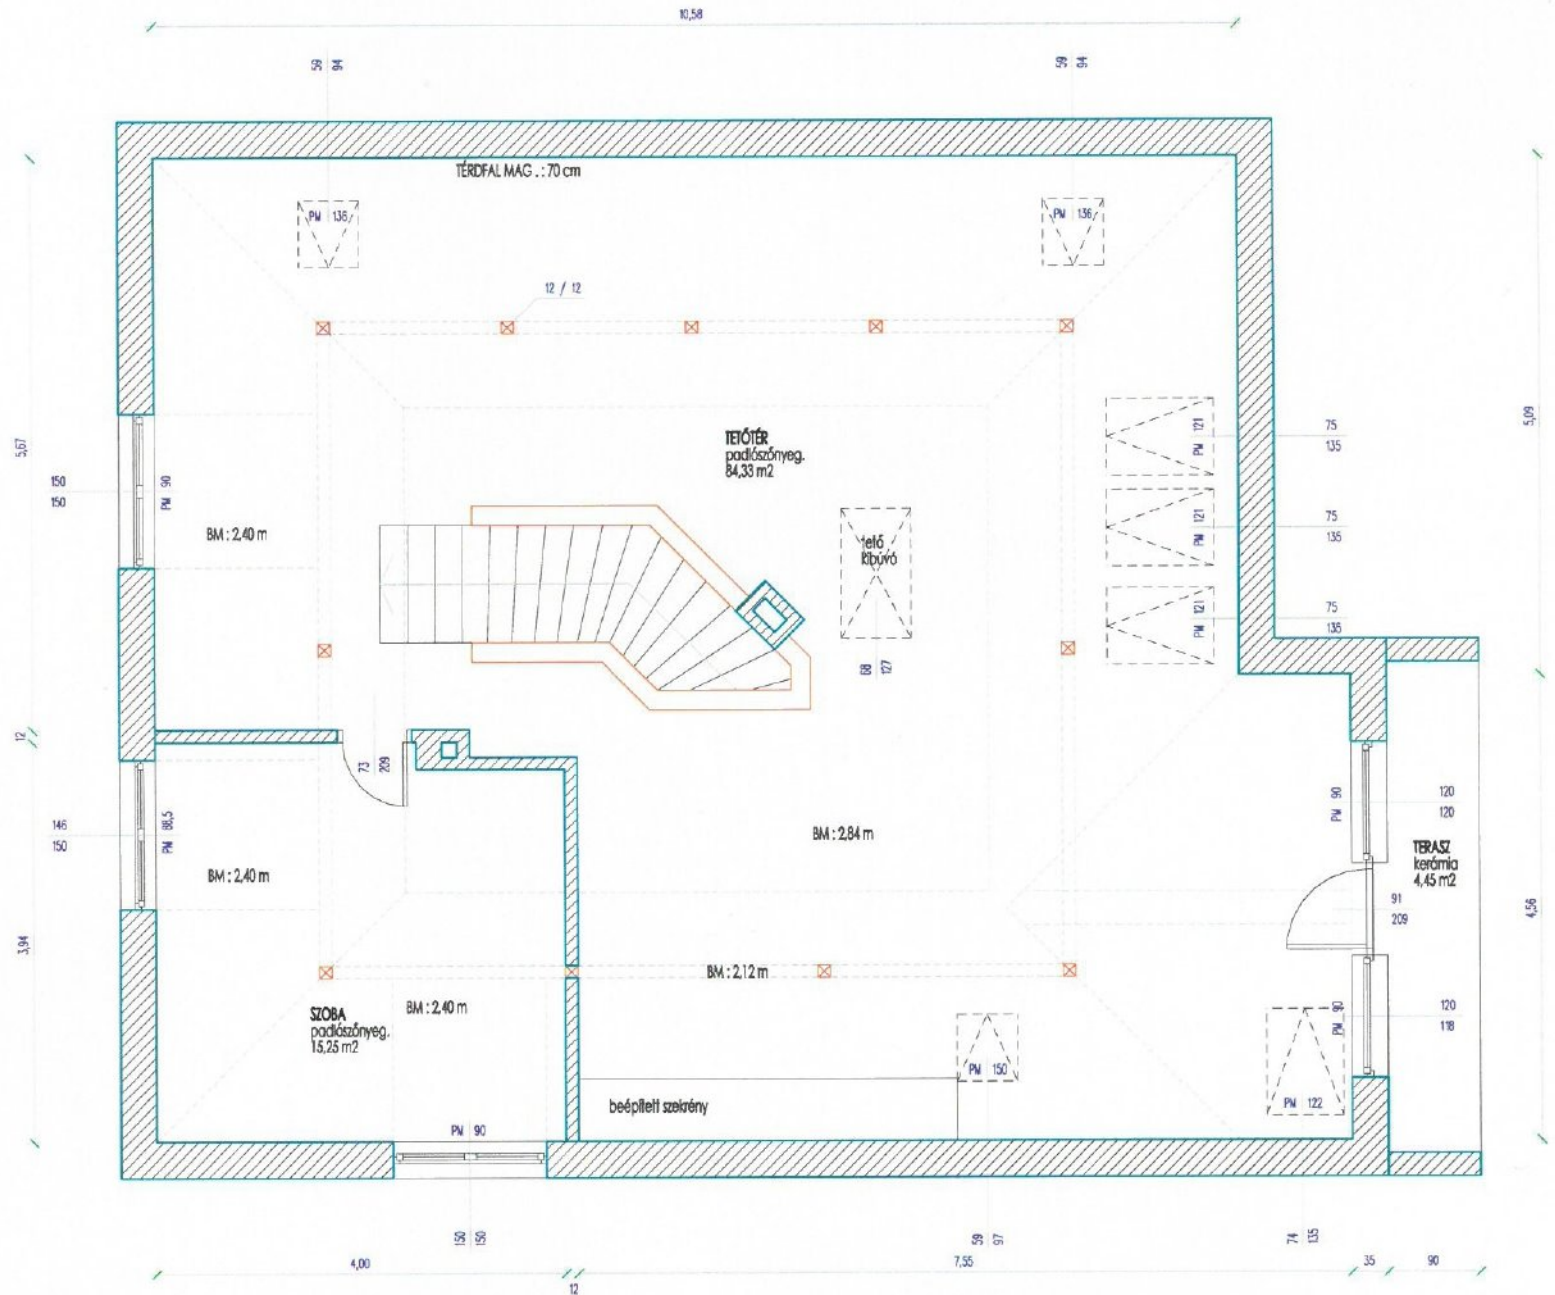 10,58
59
94
59
94
TÉRDFAL MAG.: 70 cm
PM 136
PM 136
12 / 12
TETŐTÉR
padlószőnyeg.
84,33 m2
PM 121
75
135
5,09
5,67
150
150
PM 90
BM : 2,40 m
tető
kibúvó
PM 121
75
135
PM 121
75
135
68
127
12
73
209
146
150
PM 88,5
BM : 2,40 m
BM : 2,84 m
PM 90
120
120
TERASZ
kerámia
4,45 m2
91
209
4,56
3,94
BM : 2,12 m
BM : 2,40 m
SZOBA
padlószőnyeg.
15,25 m2
PM 90
120
118
PM 150
PM 122
beépített szekrény
PM 90
150
150
59
97
74
135
4,00
12
7,55
35
90